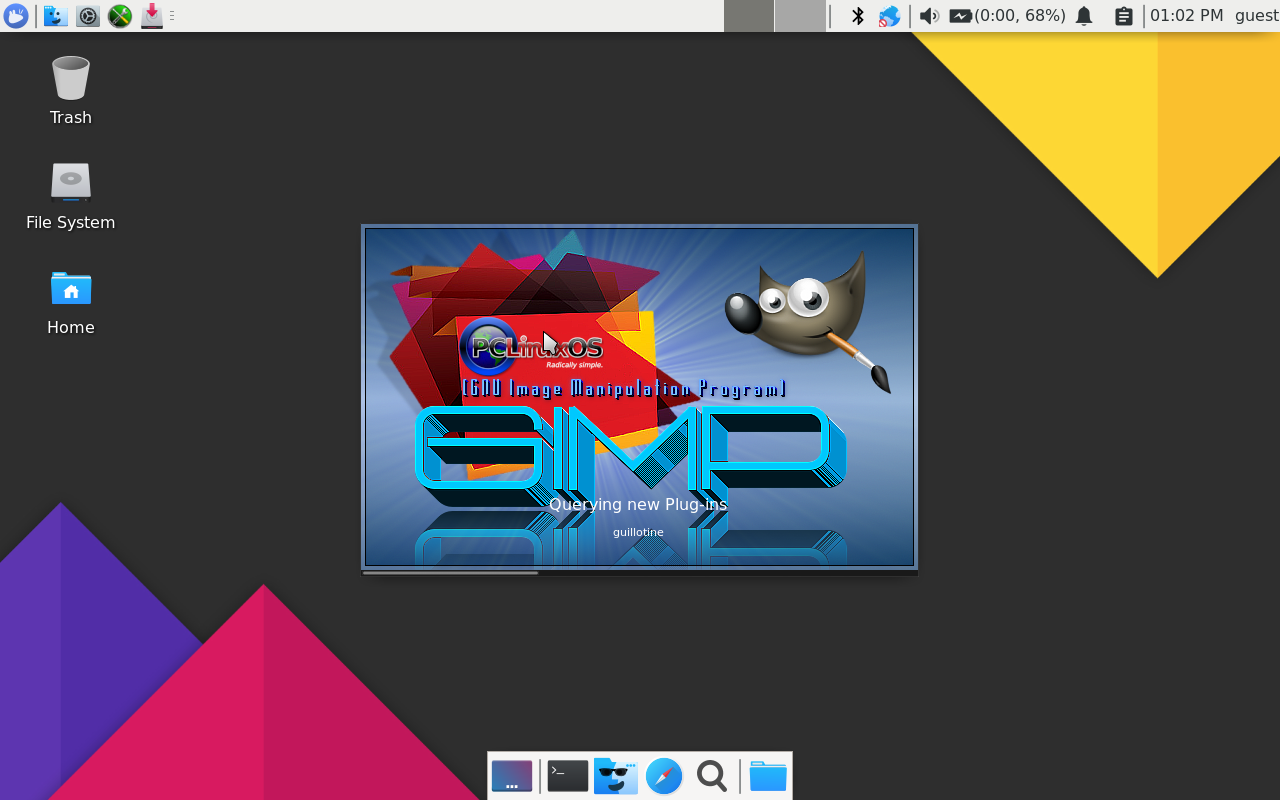 (0:00, 68%)
01:02 PM
guest
Trash
File System
Home
PCLinuxOS
Radically simple.
[GNU Image Manipulation Program]
GIMP
Querying new Plug-ins
guillotine
>_